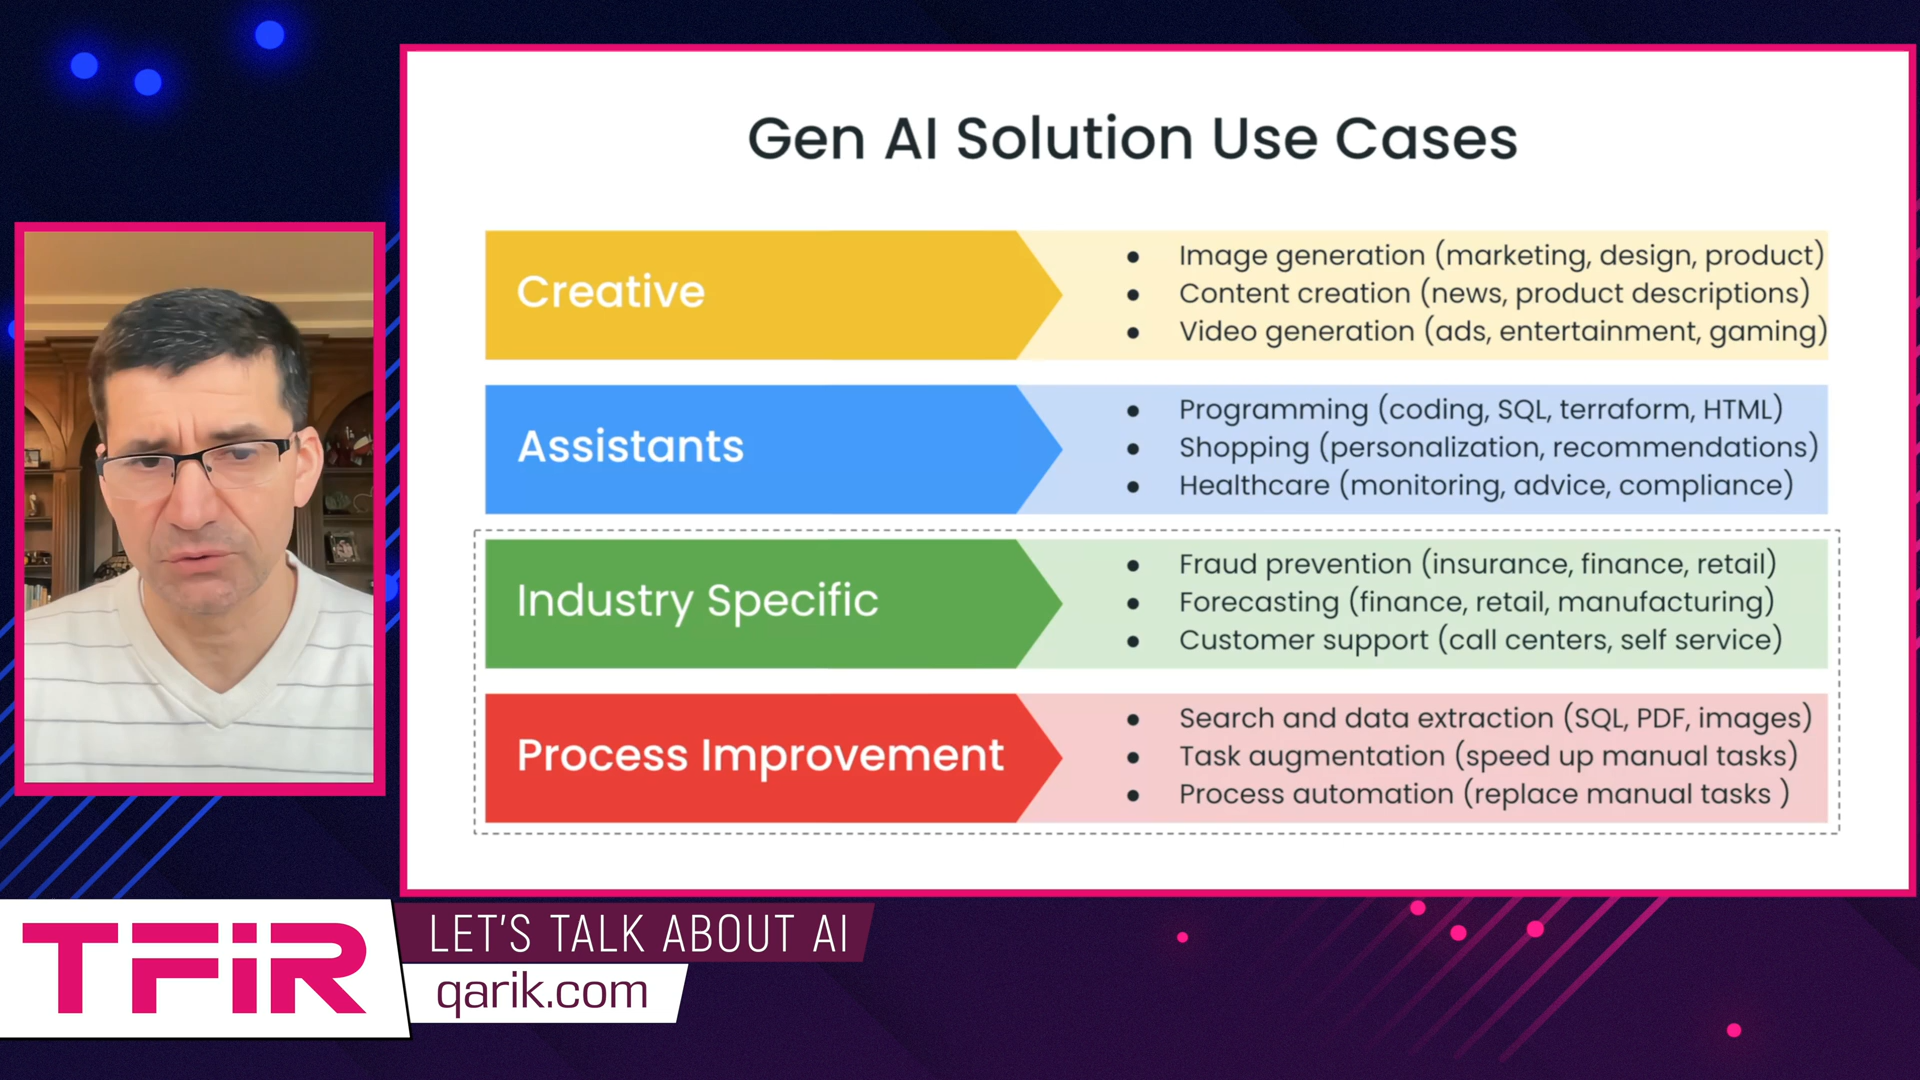 Gen AI Solution Use Cases
Creative
• Image generation (marketing, design, product)
• Content creation (news, product descriptions)
• Video generation (ads, entertainment, gaming)
Assistants
• Programming (coding, SQL, terraform, HTML)
• Shopping (personalization, recommendations)
• Healthcare (monitoring, advice, compliance)
Industry Specific
• Fraud prevention (insurance, finance, retail)
• Forecasting (finance, retail, manufacturing)
• Customer support (call centers, self service)
Process Improvement
• Search and data extraction (SQL, PDF, images)
• Task augmentation (speed up manual tasks)
• Process automation (replace manual tasks )
TFiR
LET'S TALK ABOUT AI
qarik.com